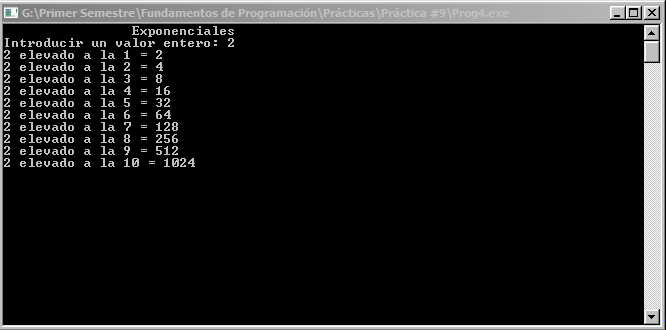 G:\Primer Semestre\Fundamentos de Programación\Prácticas\Práctica #9\Prog4.exe
Exponenciales
Introducir un valor entero: 2
2 elevado a la 1 = 2
2 elevado a la 2 = 4
2 elevado a la 3 = 8
2 elevado a la 4 = 16
2 elevado a la 5 = 32
2 elevado a la 6 = 64
2 elevado a la 7 = 128
2 elevado a la 8 = 256
2 elevado a la 9 = 512
2 elevado a la 10 = 1024